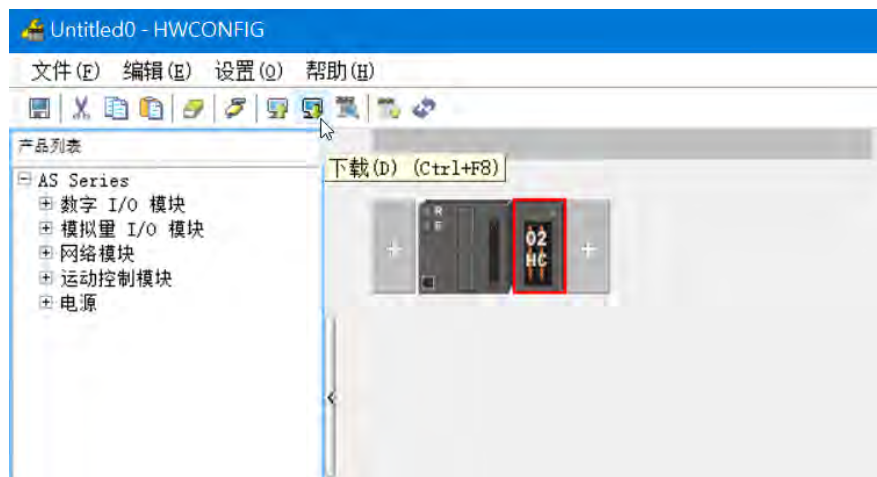 Untitled0 - HWCONFIG
文件(F) 编辑(E) 设置(O) 帮助(H)
产品列表
下载(D) (Ctrl+F8)
AS Series
数字 I/O 模块
模拟量 I/O 模块
网络模块
运动控制模块
电源
R
E
02
HC